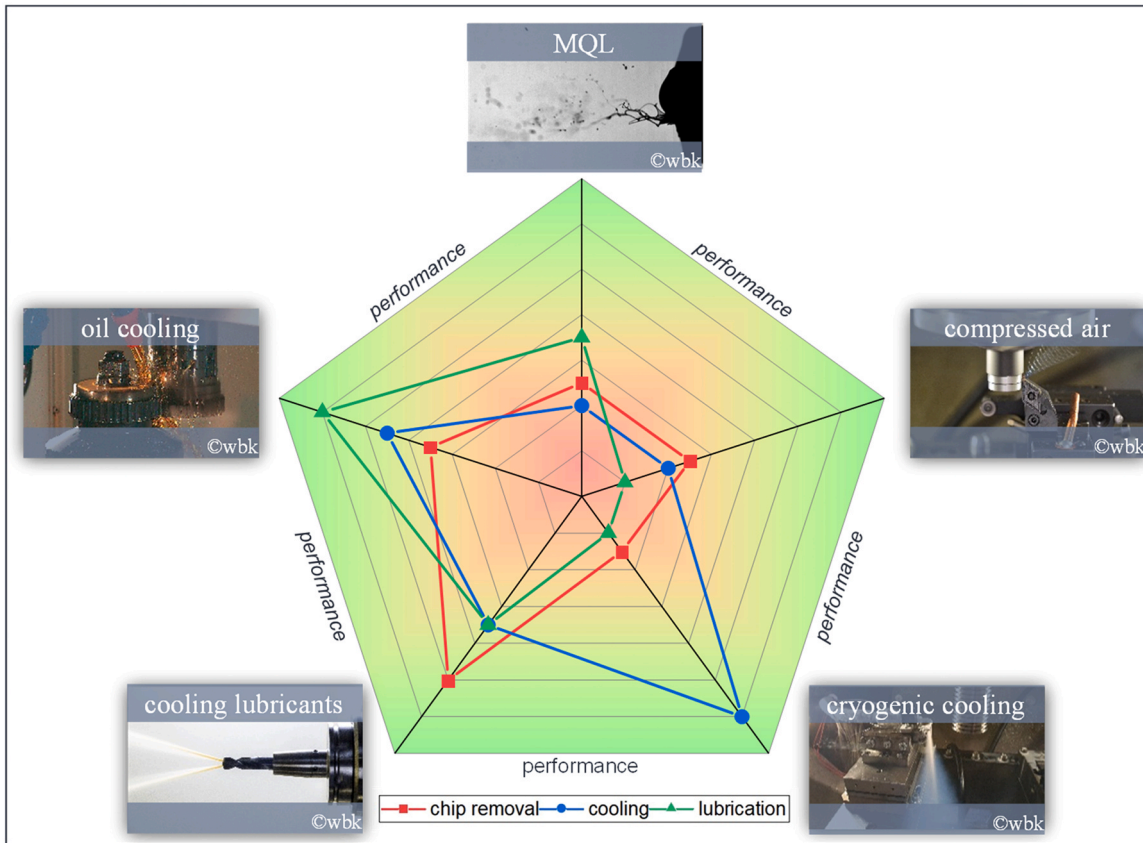 MQL
©wbk
performance
performance
oil cooling
©wbk
compressed air
©wbk
performance
performance
cooling lubricants
©wbk
cryogenic cooling
©wbk
performance
chip removal cooling lubrication